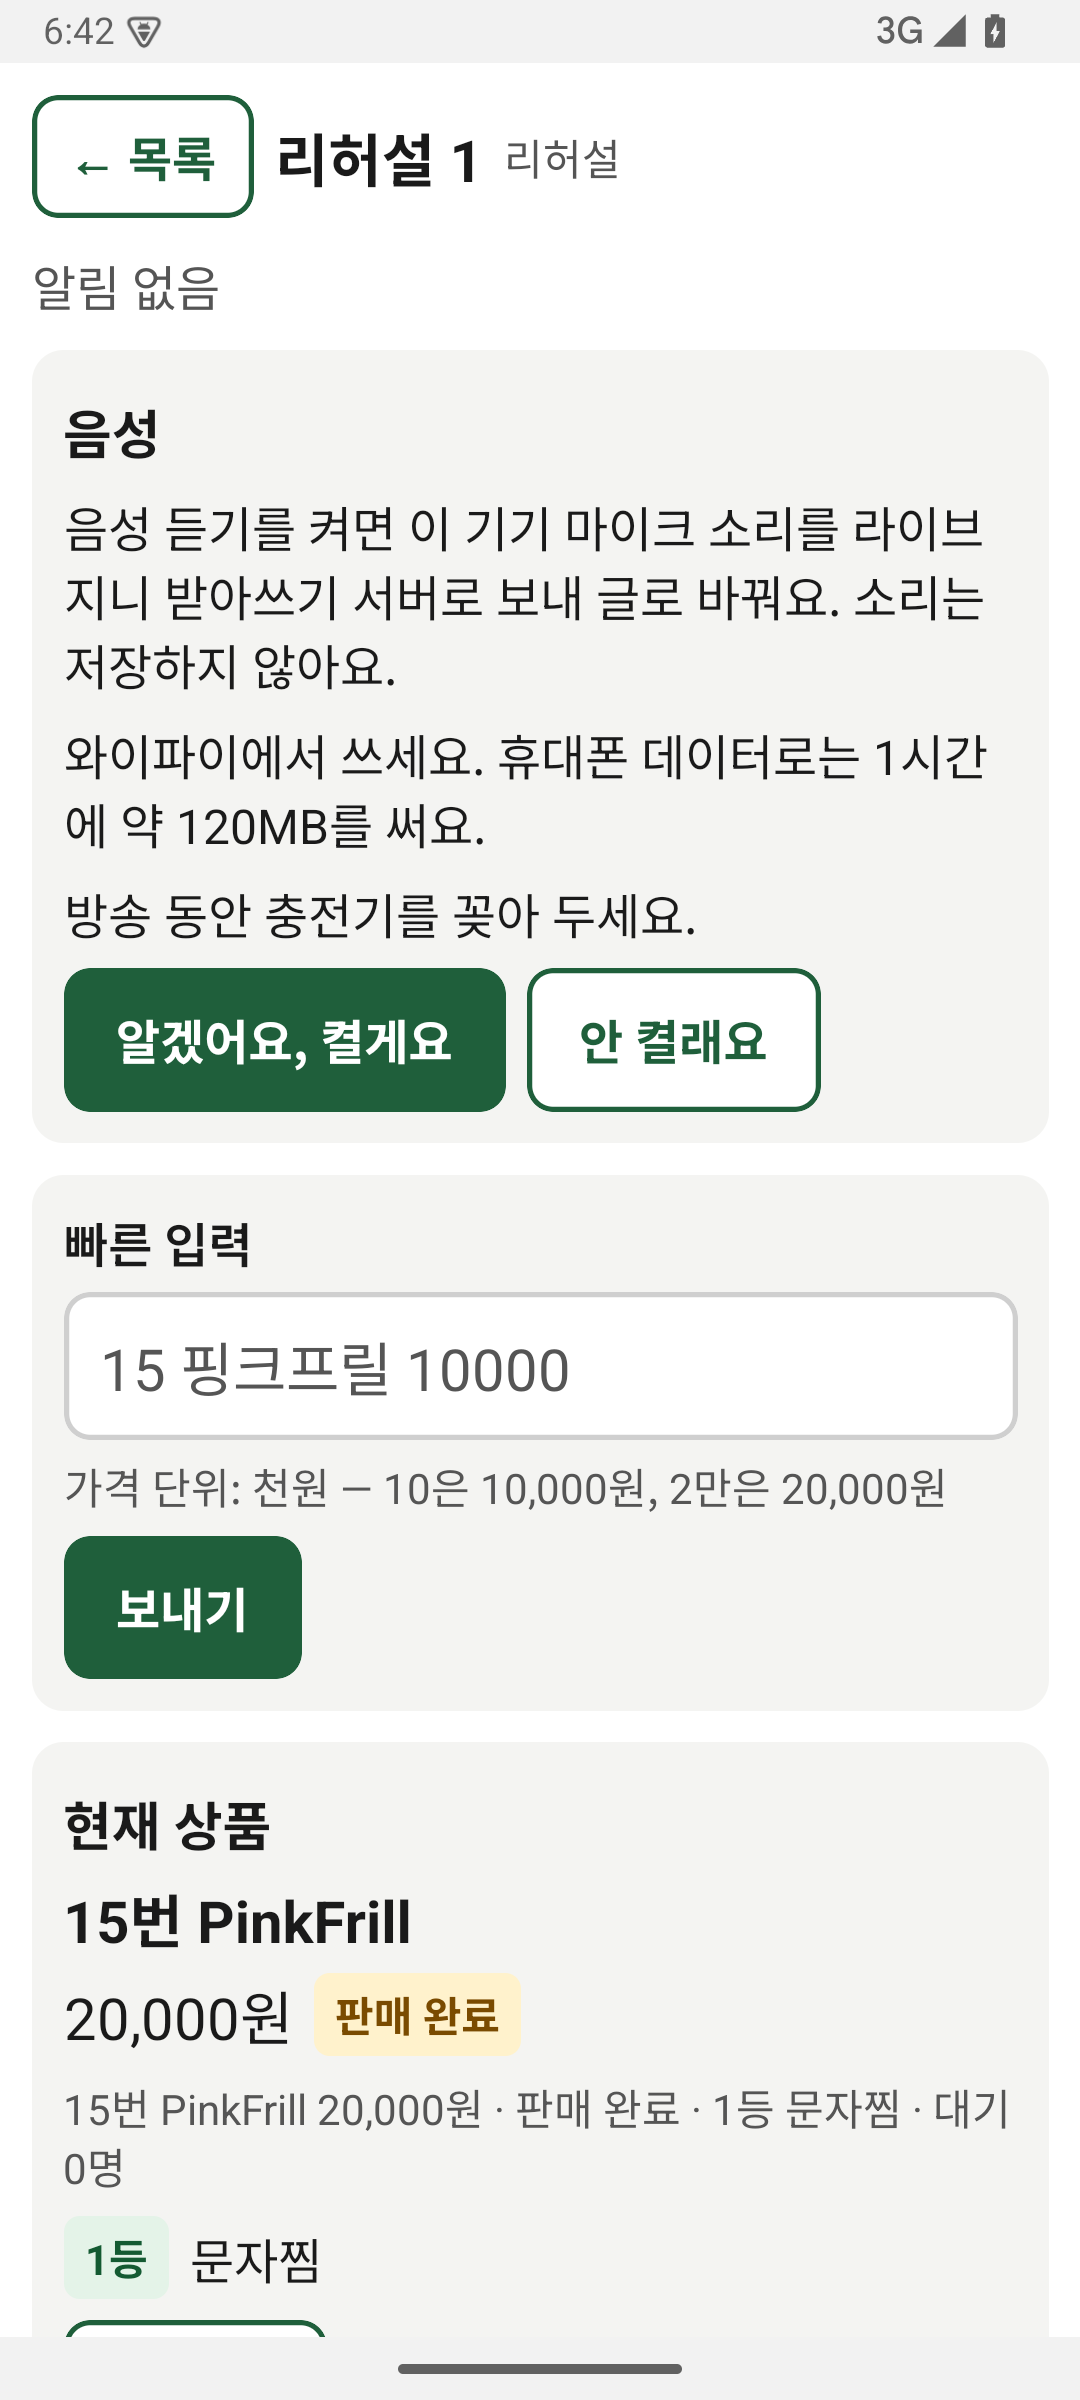 6:42
3G
← 목록
리허설 1 리허설
알림 없음
음성
음성 듣기를 켜면 이 기기 마이크 소리를 라이브
지니 받아쓰기 서버로 보내 글로 바꿔요. 소리는
저장하지 않아요.
와이파이에서 쓰세요. 휴대폰 데이터로는 1시간
에 약 120MB를 써요.
방송 동안 충전기를 꽂아 두세요.
알겠어요, 켤게요
안 켤래요
빠른 입력
15 핑크프릴 10000
가격 단위: 천원 – 10은 10,000원, 2만은 20,000원
보내기
현재 상품
15번 PinkFrill
20,000원 판매 완료
15번 PinkFrill 20,000원 · 판매 완료 · 1등 문자찜 · 대기
0명
1등 문자찜